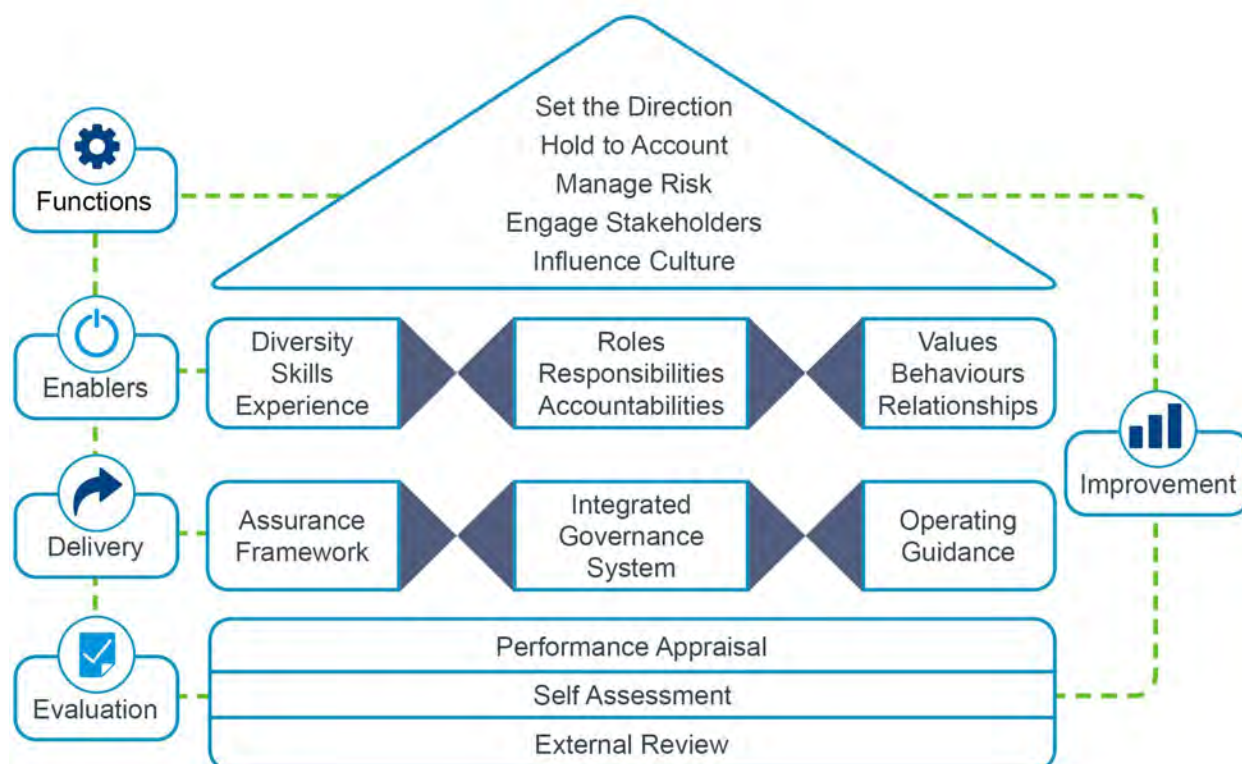 Set the Direction
Hold to Account
Manage Risk
Engage Stakeholders
Influence Culture
Functions
Enablers
Diversity
Skills
Experience
Roles
Responsibilities
Accountabilities
Values
Behaviours
Relationships
Improvement
Delivery
Assurance
Framework
Integrated
Governance
System
Operating
Guidance
Evaluation
Performance Appraisal
Self Assessment
External Review